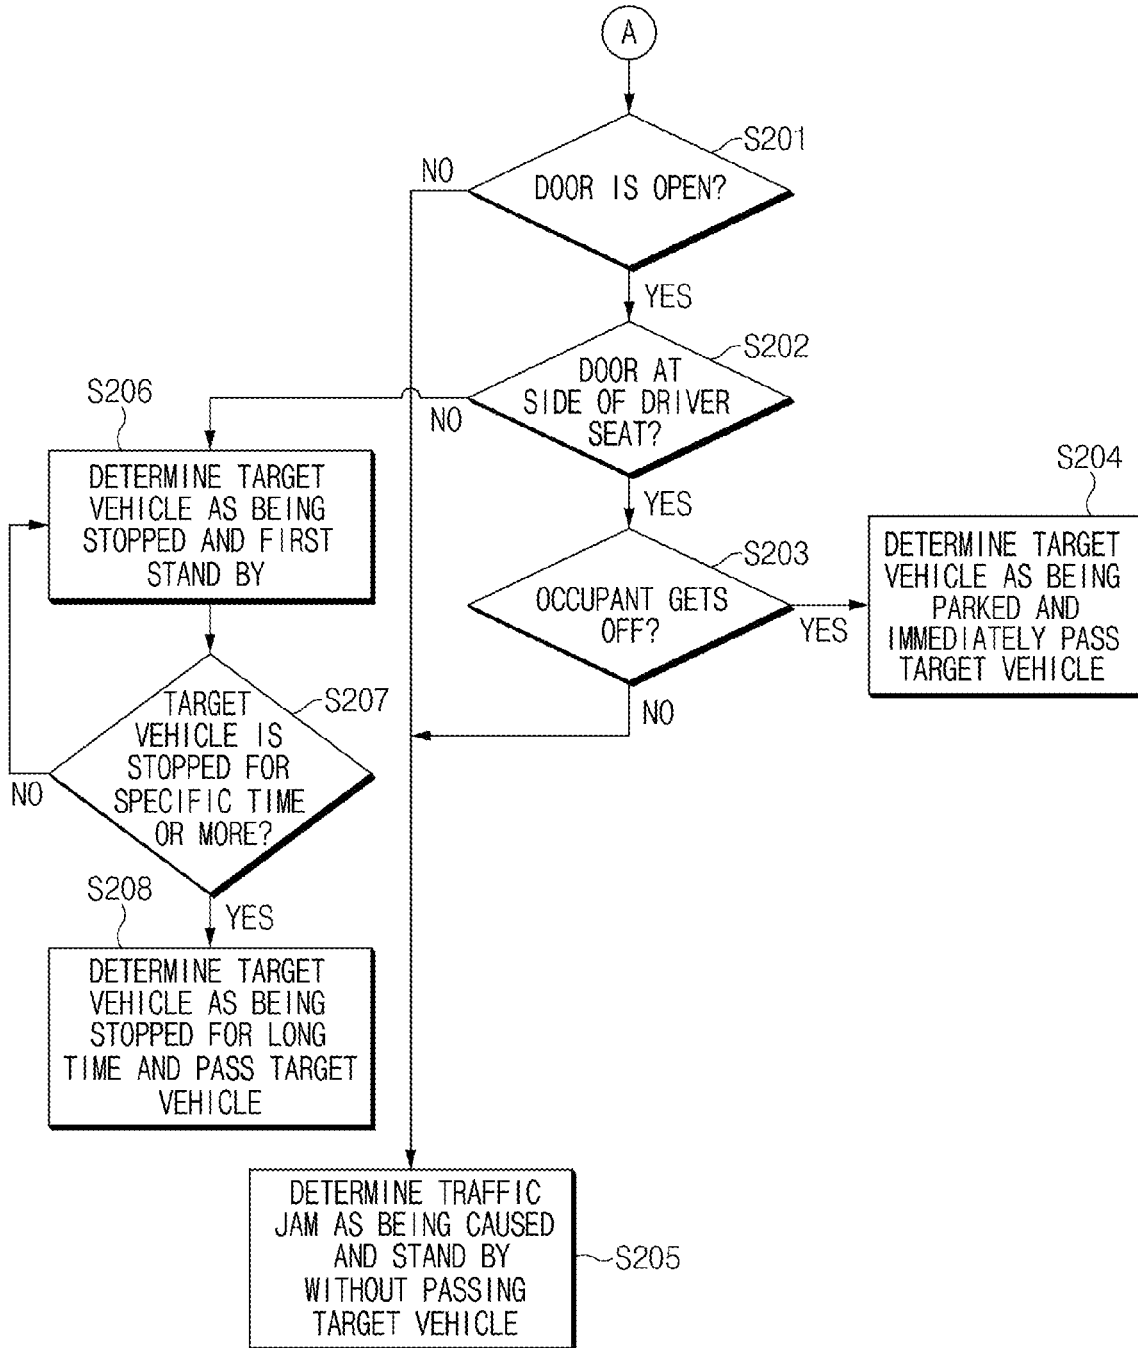 A
S201
NO
DOOR IS OPEN?
YES
S202
DOOR AT
SIDE OF DRIVER
SEAT?
NO
YES
S206
DETERMINE TARGET
VEHICLE AS BEING
STOPPED AND FIRST
STAND BY
S203
OCCUPANT GETS
OFF?
YES
NO
S204
DETERMINE TARGET
VEHICLE AS BEING
PARKED AND
IMMEDIATELY PASS
TARGET VEHICLE
S207
TARGET
VEHICLE IS
STOPPED FOR
SPECIFIC TIME
OR MORE?
NO
YES
S208
DETERMINE TARGET
VEHICLE AS BEING
STOPPED FOR LONG
TIME AND PASS TARGET
VEHICLE
DETERMINE TRAFFIC
JAM AS BEING CAUSED
AND STAND BY
WITHOUT PASSING
TARGET VEHICLE
S205